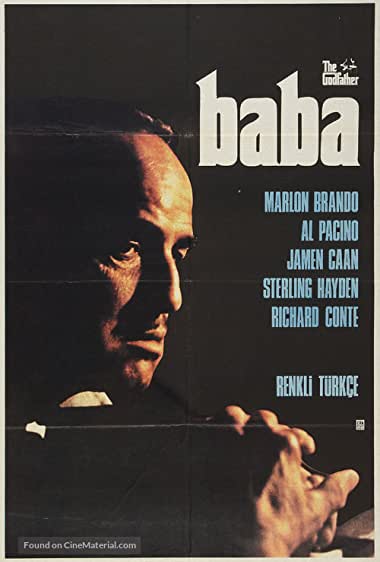 The
Godfather
baba
MARLON BRANDO
AL PACINO
JAMEN CAAN
STERLING HAYDEN
RICHARD CONTE
RENKLİ TÜRKÇE
Found on CineMaterial.com